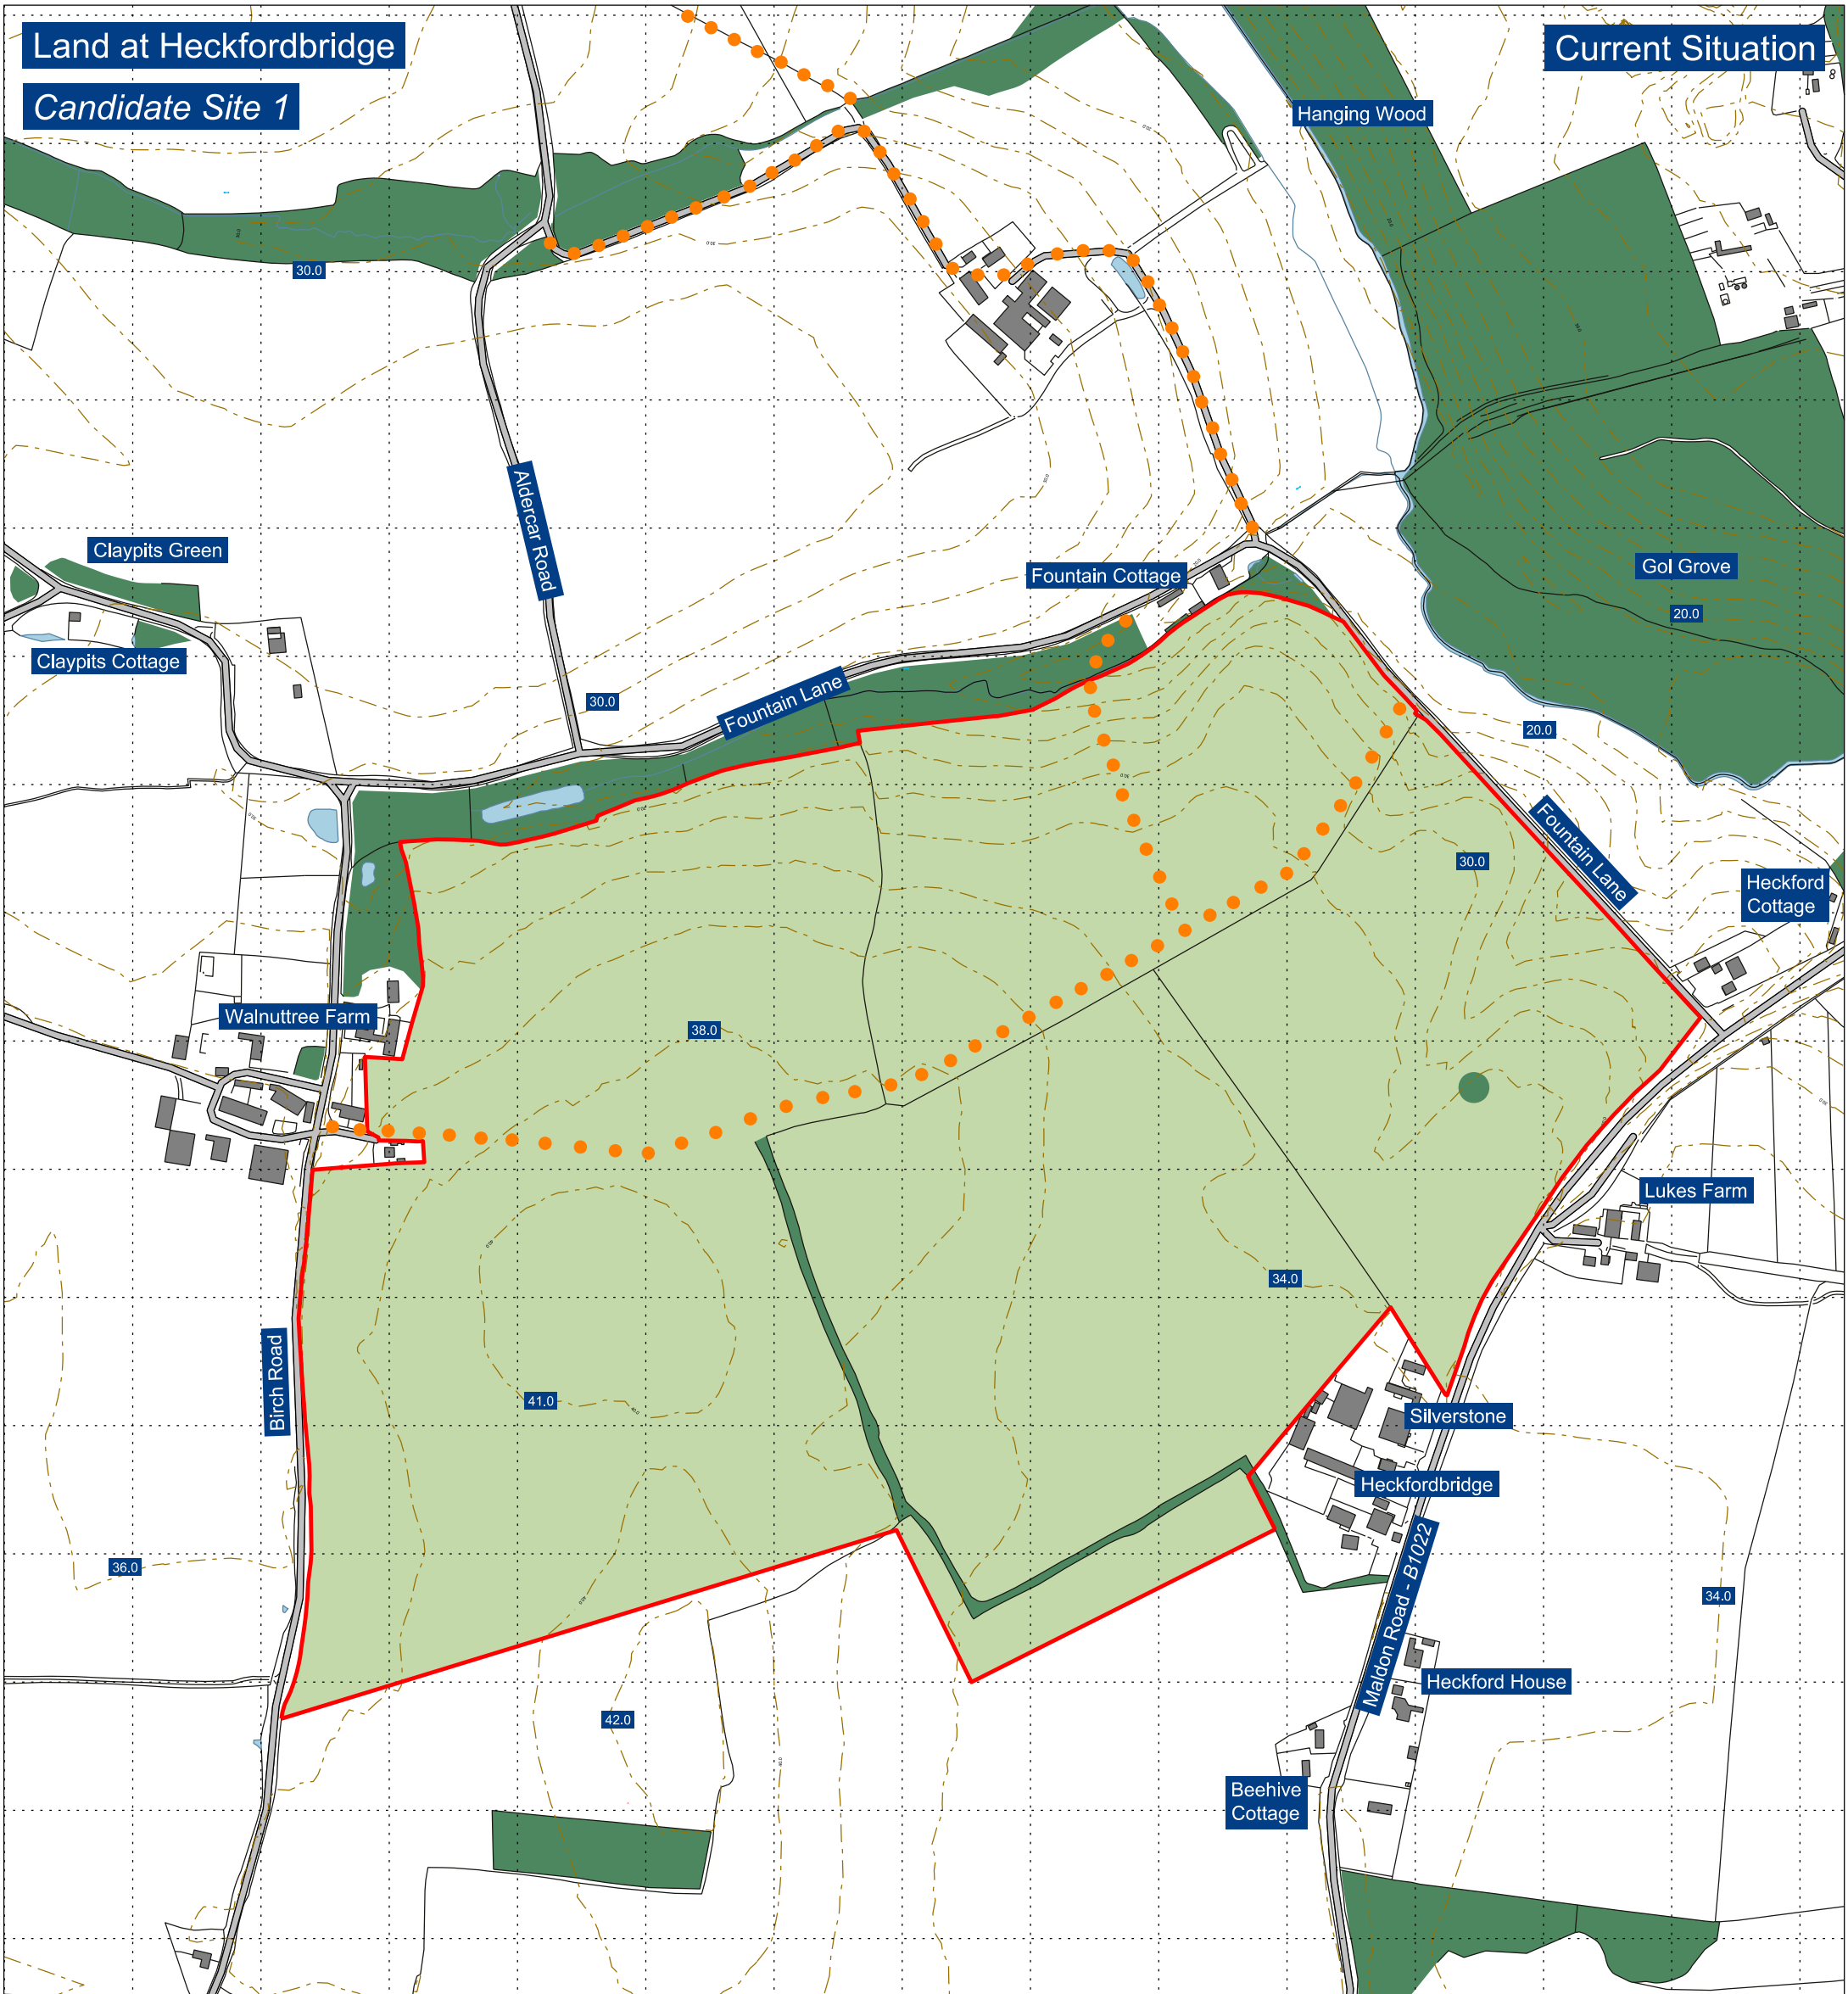 Land at Heckfordbridge
Current Situation
Candidate Site 1
Hanging Wood
30.0
Aldercar Road
Claypits Green
Fountain Cottage
Gol Grove
20.0
Claypits Cottage
Fountain Lane
30.0
20.0
Fountain Lane
30.0
Heckford
Cottage
Walnuttree Farm
38.0
Lukes Farm
34.0
Birch Road
41.0
Silverstone
Heckfordbridge
Maldon Road - B1022
36.0
34.0
Heckford House
42.0
Beehive
Cottage